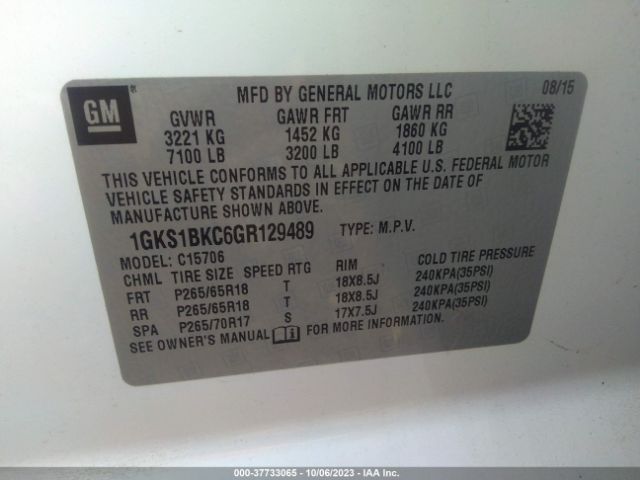 MFD BY GENERAL MOTORS LLC 08/15
GM
GVWR GAWR FRT GAWR RR
3221 KG 1452 KG 1860 KG
7100 LB 3200 LB 4100 LB
THIS VEHICLE CONFORMS TO ALL APPLICABLE U.S. FEDERAL MOTOR
VEHICLE SAFETY STANDARDS IN EFFECT ON THE DATE OF
MANUFACTURE SHOWN ABOVE.
1GKS1BKC6GR129489 TYPE: M.P.V.
MODEL: C15706
CHML TIRE SIZE SPEED RTG RIM COLD TIRE PRESSURE
FRT P265/65R18 T 18X8.5J 240KPA(35PSI)
RR P265/65R18 T 18X8.5J 240KPA(35PSI)
SPA P265/70R17 S 17X7.5J 240KPA(35PSI)
SEE OWNER'S MANUAL FOR MORE INFORMATION.
000-37733065 - 10/06/2023 - IAA Inc.